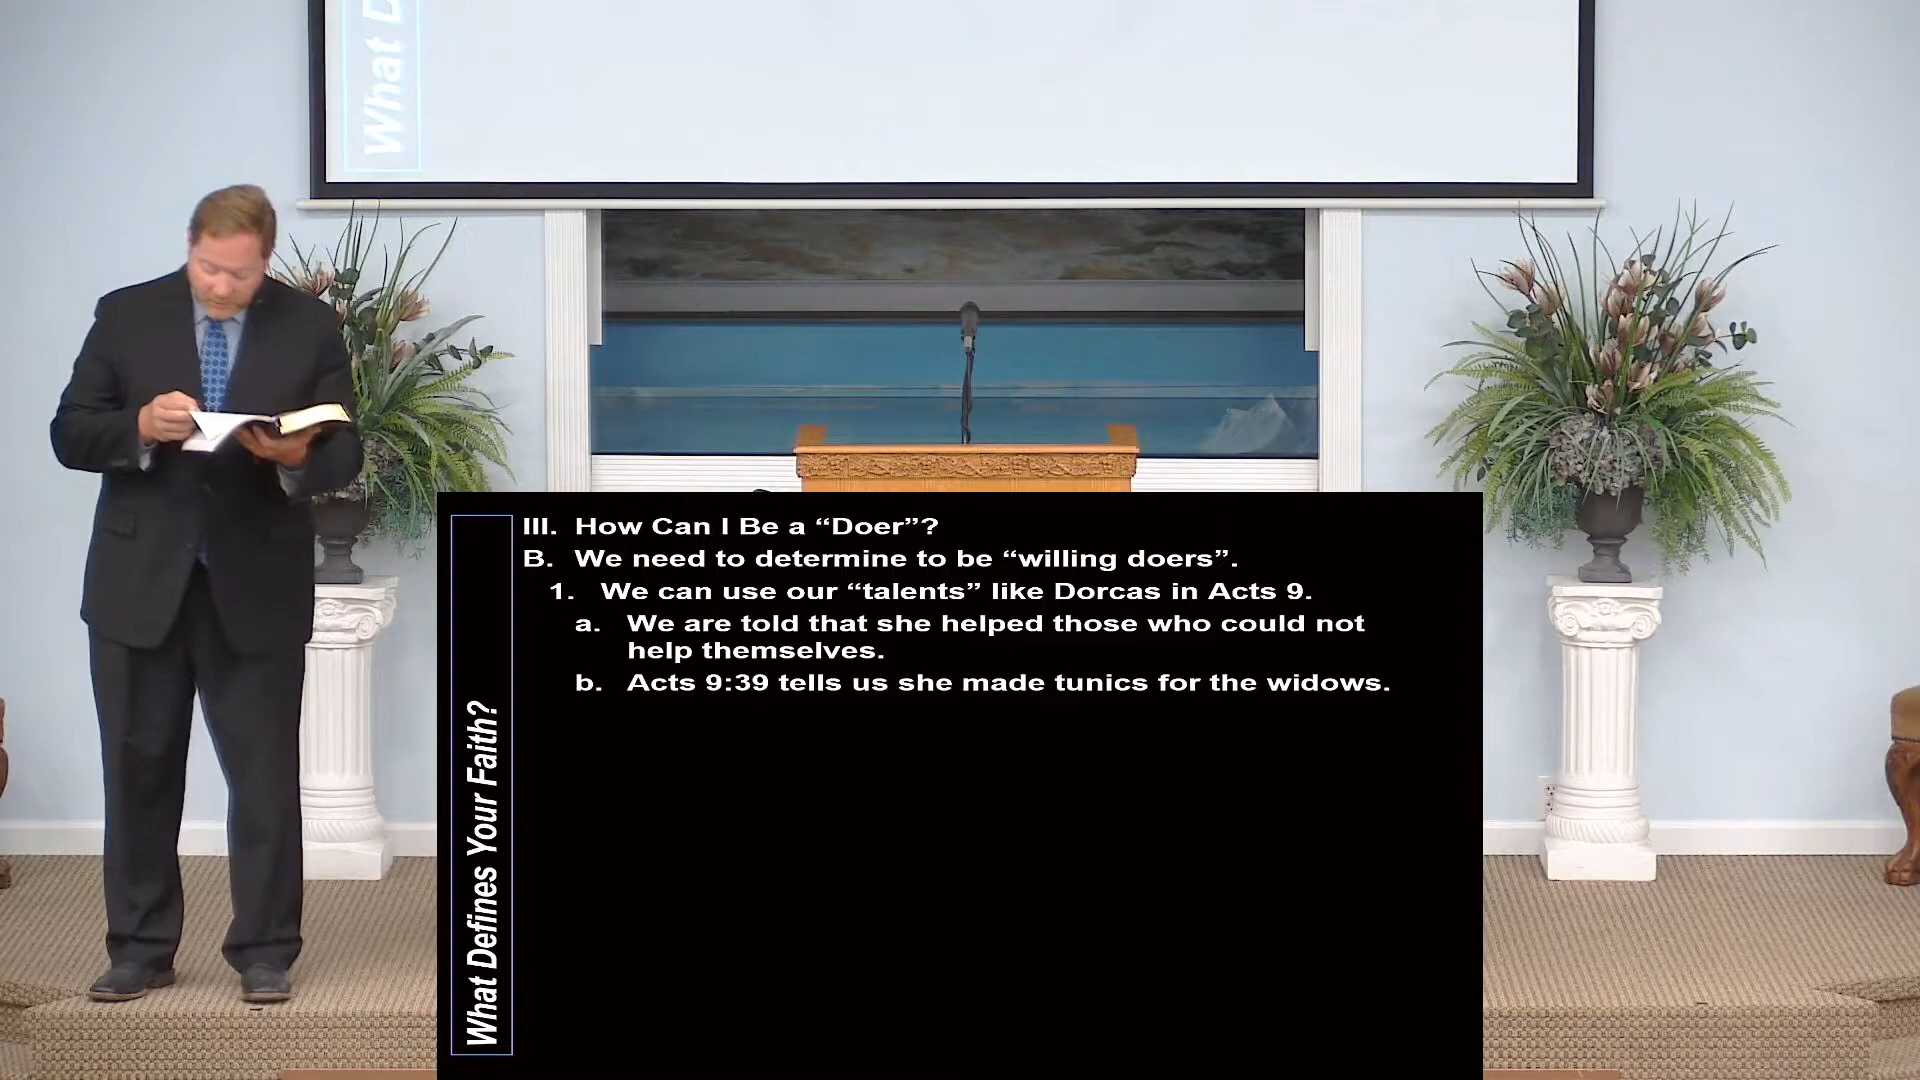 What D
III. How Can I Be a “Doer”?
B. We need to determine to be “willing doers”.
1. We can use our “talents” like Dorcas in Acts 9.
a. We are told that she helped those who could not
help themselves.
b. Acts 9:39 tells us she made tunics for the widows.
What Defines Your Faith?